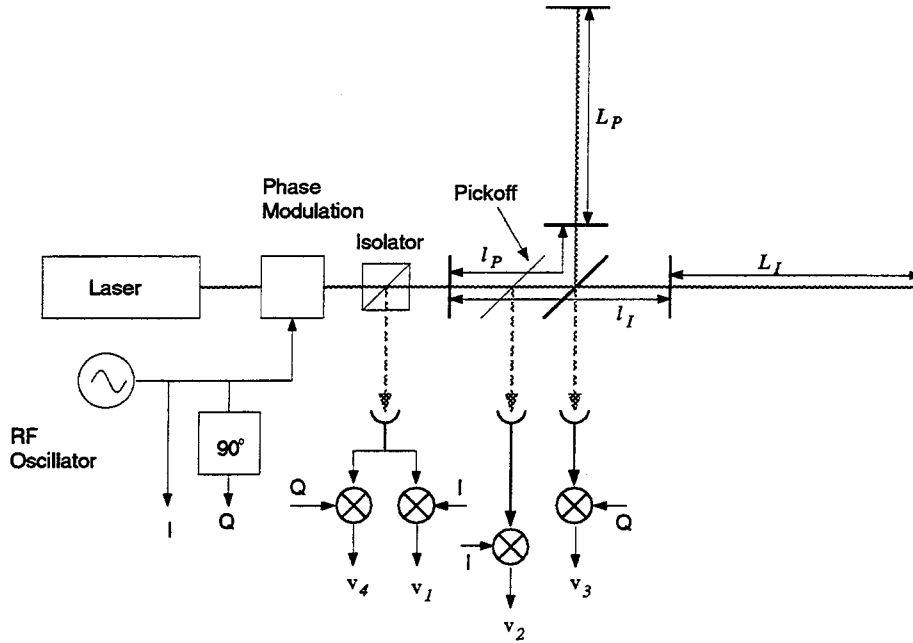 L_P
Phase
Modulation
Pickoff
Isolator
l_P
L_I
Laser
l_I
RF
Oscillator
90°
I
Q
Q
I
I
Q
v_4
v_1
v_2
v_3